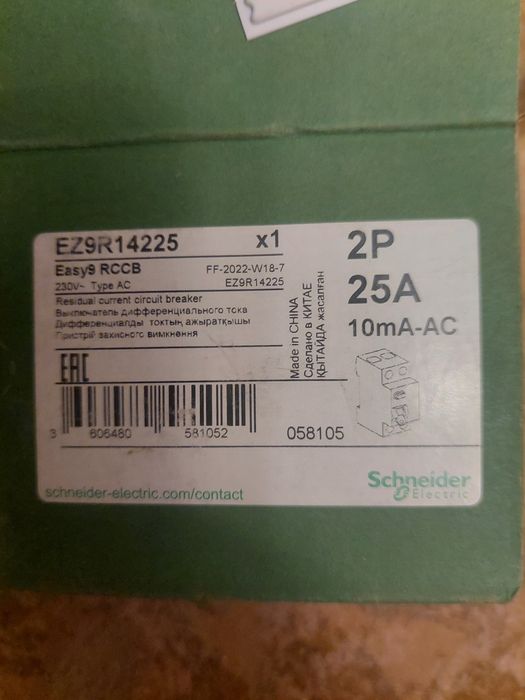 EZ9R14225 x1
Easy9 RCCB FF-2022-W18-7
230V~ Type AC EZ9R14225
Residual current circuit breaker
Выключатель дифференциального тока
Дифференциалды токтың ажыратқышы
Пристрій захисного вимкнення
Made in CHINA
Сделано в КИТАЕ
ҚЫТАЙДА жасалған
2P
25A
10mA-AC
EAC
3 606480 581052
058105
schneider-electric.com/contact
Schneider
Electric